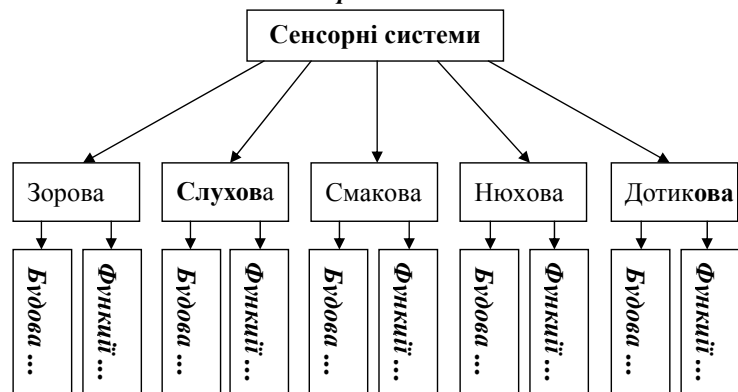 Сенсорні системи
Зорова
Слухова
Смакова
Нюхова
Дотикова
Будова ...
Функції ...
Будова ...
Функції ...
Будова ...
Функції ...
Будова ...
Функції ...
Будова ...
Функції ...